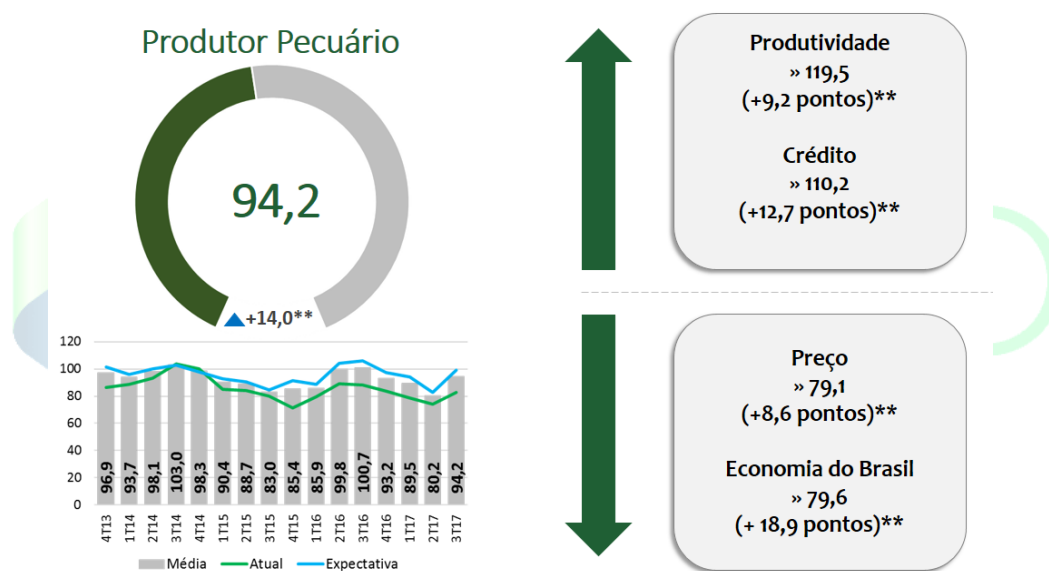 Produtor Pecuário
94,2
+14,0**
120
100
80
60
40
20
0
96,9
93,7
98,1
103,0
98,3
90,4
88,7
83,0
85,4
85,9
99,8
100,7
93,2
89,5
80,2
94,2
4T13
1T14
2T14
3T14
4T14
1T15
2T15
3T15
4T15
1T16
2T16
3T16
4T16
1T17
2T17
3T17
Média
Atual
Expectativa
Produtividade
» 119,5
(+9,2 pontos)**
Crédito
» 110,2
(+12,7 pontos)**
Preço
» 79,1
(+8,6 pontos)**
Economia do Brasil
» 79,6
(+ 18,9 pontos)**